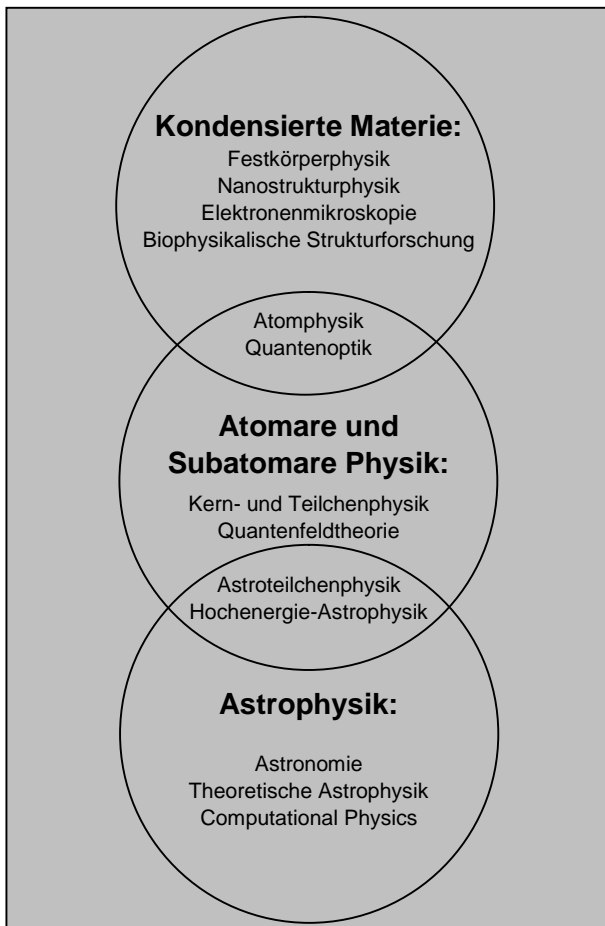 Kondensierte Materie:
Festkörperphysik
Nanostrukturphysik
Elektronenmikroskopie
Biophysikalische Strukturforschung
Atomphysik
Quantenoptik
Atomare und
Subatomare Physik:
Kern- und Teilchenphysik
Quantenfeldtheorie
Astroteilchenphysik
Hochenergie-Astrophysik
Astrophysik:
Astronomie
Theoretische Astrophysik
Computational Physics